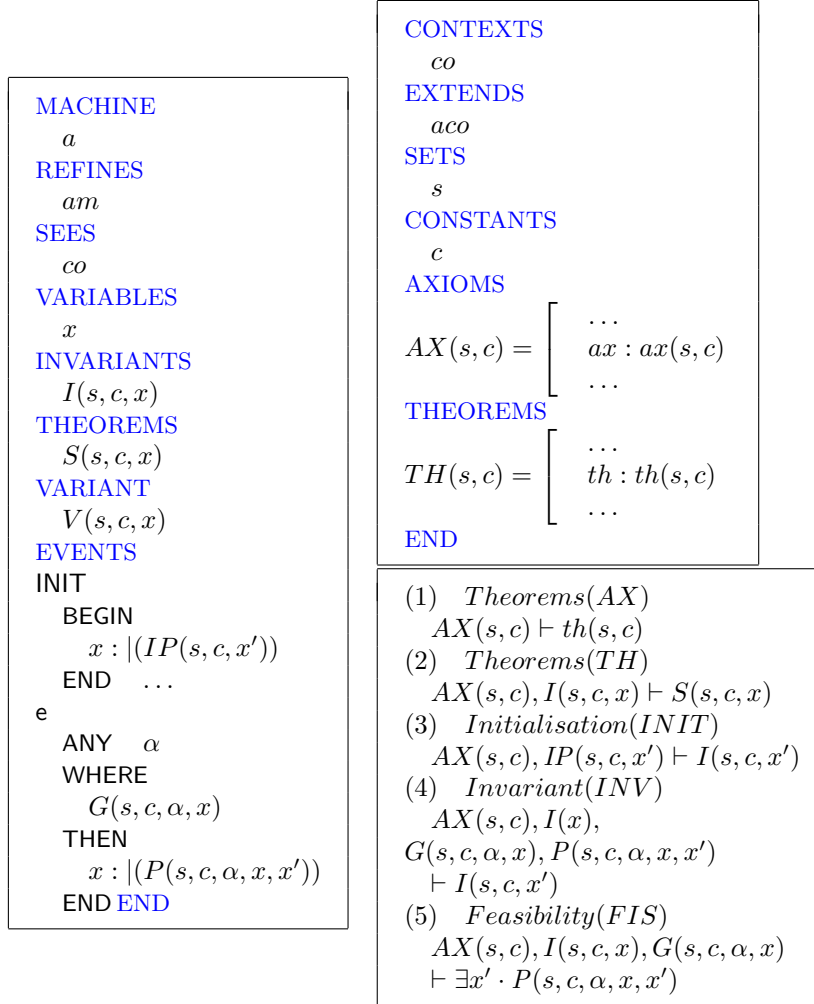 MACHINE
a
REFINES
am
SEES
co
VARIABLES
x
INVARIANTS
I(s, c, x)
THEOREMS
S(s, c, x)
VARIANT
V(s, c, x)
EVENTS
INIT
BEGIN
x : |(IP(s, c, x′))
END ...
e
ANY α
WHERE
G(s, c, α, x)
THEN
x : |(P(s, c, α, x, x′))
END END
CONTEXTS
co
EXTENDS
aco
SETS
s
CONSTANTS
c
AXIOMS
...
AX(s, c) = [ ax : ax(s, c)
...
THEOREMS
...
TH(s, c) = [ th : th(s, c)
...
END
(1) Theorems(AX)
AX(s, c) ⊢ th(s, c)
(2) Theorems(TH)
AX(s, c), I(s, c, x) ⊢ S(s, c, x)
(3) Initialisation(INIT)
AX(s, c), IP(s, c, x′) ⊢ I(s, c, x′)
(4) Invariant(INV)
AX(s, c), I(x),
G(s, c, α, x), P(s, c, α, x, x′)
⊢ I(s, c, x′)
(5) Feasibility(FIS)
AX(s, c), I(s, c, x), G(s, c, α, x)
⊢ ∃x′ · P(s, c, α, x, x′)